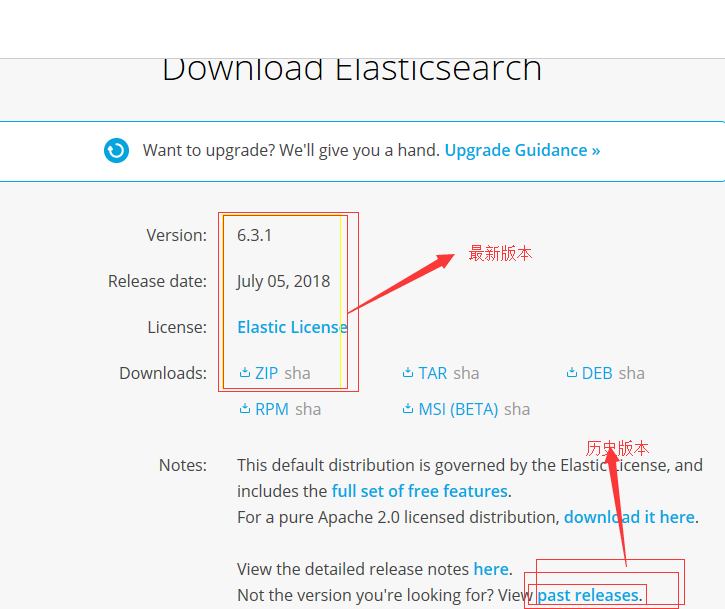 Download Elasticsearch
Want to upgrade? We'll give you a hand. Upgrade Guidance »
Version: 6.3.1
最新版本
Release date: July 05, 2018
License: Elastic License
Downloads: ZIP sha TAR sha DEB sha
RPM sha MSI (BETA) sha
历史版本
Notes: This default distribution is governed by the Elastic License, and
includes the full set of free features.
For a pure Apache 2.0 licensed distribution, download it here.
View the detailed release notes here.
Not the version you're looking for? View past releases.